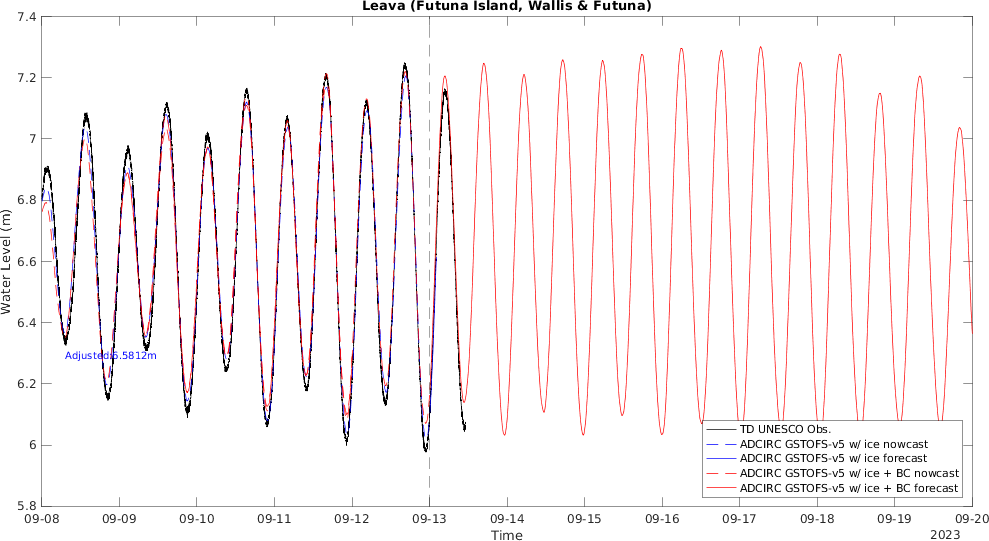 Leava (Futuna Island, Wallis & Futuna)
7.4
7.2
7
6.8
6.6
6.4
6.2
6
5.8
Water Level (m)
Adjusted:6.5812m
TD UNESCO Obs.
ADCIRC GSTOFS-v5 w/ ice nowcast
ADCIRC GSTOFS-v5 w/ ice forecast
ADCIRC GSTOFS-v5 w/ ice + BC nowcast
ADCIRC GSTOFS-v5 w/ ice + BC forecast
09-08 09-09 09-10 09-11 09-12 09-13 09-14 09-15 09-16 09-17 09-18 09-19 09-20
Time
2023